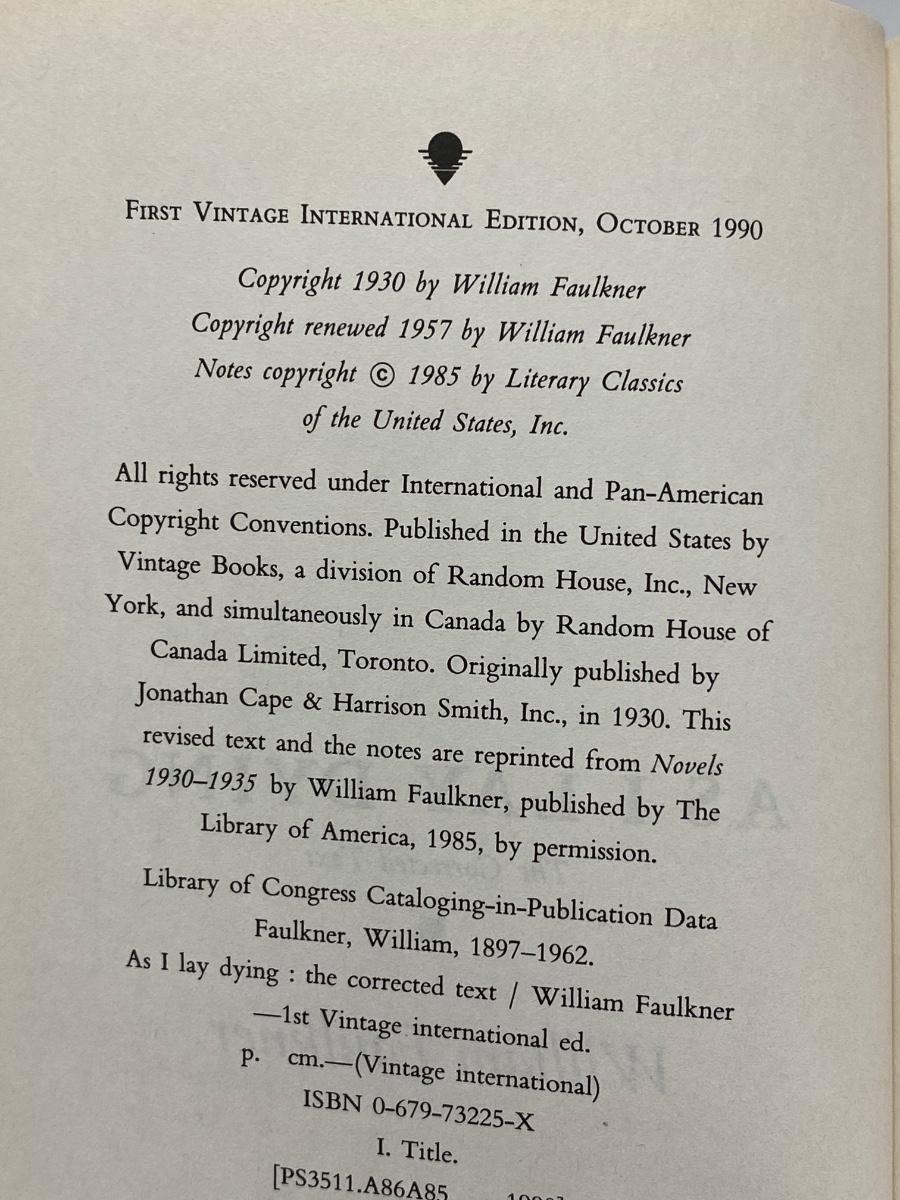 First Vintage International Edition, October 1990
Copyright 1930 by William Faulkner
Copyright renewed 1957 by William Faulkner
Notes copyright © 1985 by Literary Classics
of the United States, Inc.
All rights reserved under International and Pan-American
Copyright Conventions. Published in the United States by
Vintage Books, a division of Random House, Inc., New
York, and simultaneously in Canada by Random House of
Canada Limited, Toronto. Originally published by
Jonathan Cape & Harrison Smith, Inc., in 1930. This
revised text and the notes are reprinted from Novels
1930–1935 by William Faulkner, published by The
Library of America, 1985, by permission.
Library of Congress Cataloging-in-Publication Data
Faulkner, William, 1897–1962.
As I lay dying : the corrected text / William Faulkner
—1st Vintage international ed.
p. cm.—(Vintage international)
ISBN 0-679-73225-X
I. Title.
[PS3511.A86A85